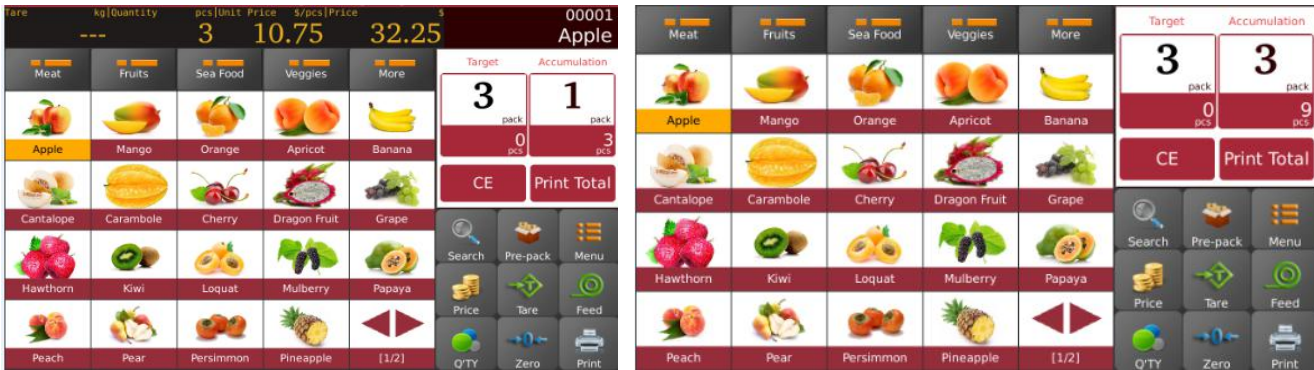 Tare kg|Quantity pcs|Unit Price $/pcs|Price $
--- 3 10.75 32.25
00001
Apple
Meat Fruits Sea Food Veggies More
Target Accumulation
3 1
pack pack
0 3
pcs pcs
Apple Mango Orange Apricot Banana
CE Print Total
Cantalope Carambole Cherry Dragon Fruit Grape
Search Pre-pack Menu
Hawthorn Kiwi Loquat Mulberry Papaya
Price Tare Feed
Peach Pear Persimmon Pineapple [1/2]
Q'TY Zero Print
Meat Fruits Sea Food Veggies More
Target Accumulation
3 3
pack pack
0 9
pcs pcs
Apple Mango Orange Apricot Banana
CE Print Total
Cantalope Carambole Cherry Dragon Fruit Grape
Search Pre-pack Menu
Hawthorn Kiwi Loquat Mulberry Papaya
Price Tare Feed
Peach Pear Persimmon Pineapple [1/2]
Q'TY Zero Print